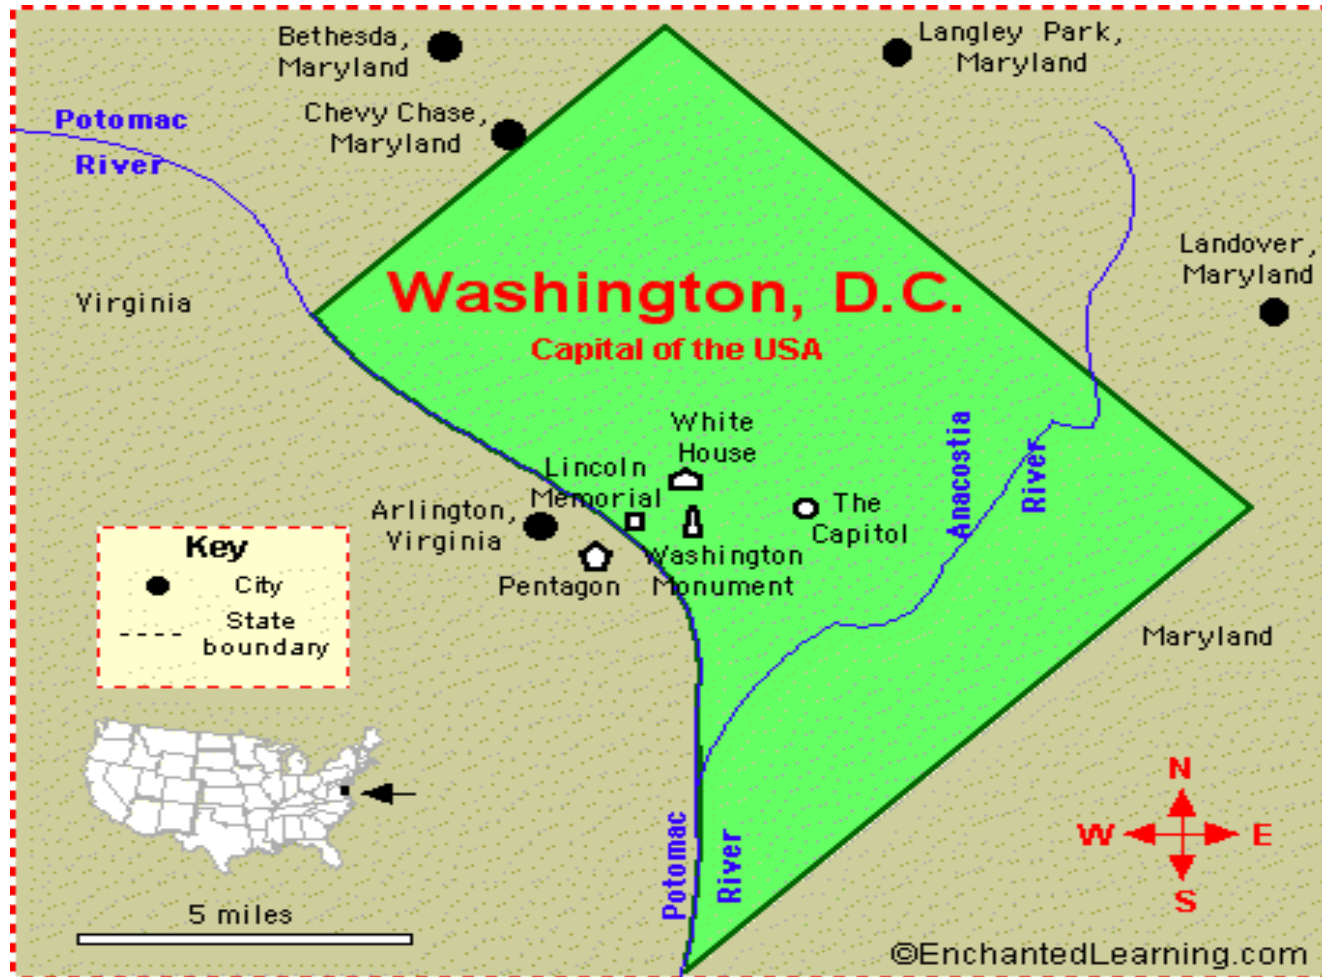 Bethesda,
Maryland
Langley Park,
Maryland
Chevy Chase,
Maryland
Potomac
River
Landover,
Maryland
Virginia
Washington, D.C.
Capital of the USA
White
House
Lincoln
Memorial
Anacostia
River
The
Capitol
Arlington,
Virginia
Washington
Monument
Pentagon
Key
City
State
boundary
Maryland
Potomac
River
N
W E
S
5 miles
©EnchantedLearning.com